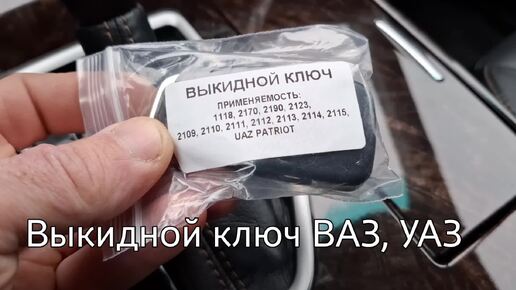 ВЫКИДНОЙ КЛЮЧ
ПРИМЕНЯЕМОСТЬ:
1118, 2170, 2190, 2123,
2109, 2110, 2111, 2112, 2113, 2114, 2115,
UAZ PATRIOT
Выкидной ключ ВАЗ, УАЗ